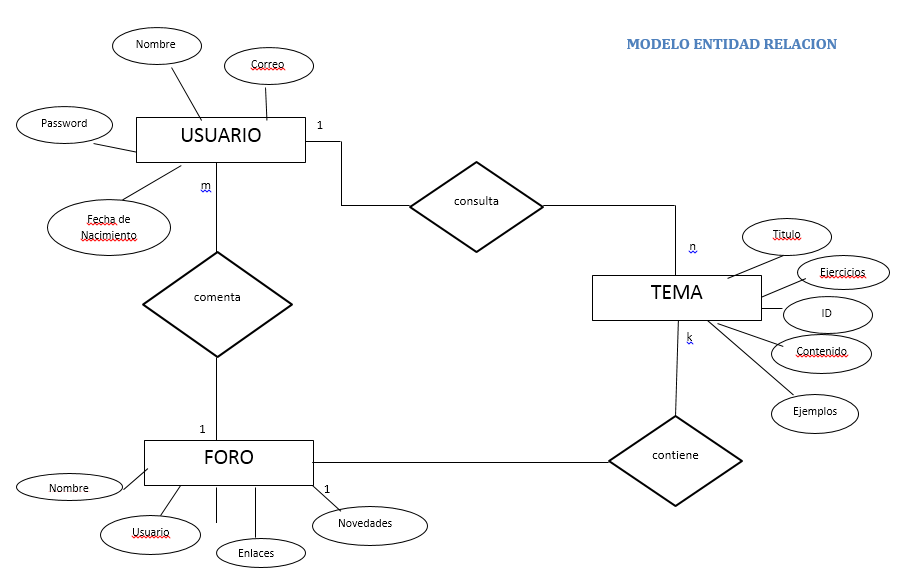 MODELO ENTIDAD RELACION
Nombre
Correo
Password
USUARIO
1
m
Fecha de
Nacimiento
consulta
n
Titulo
Ejercicios
TEMA
ID
k
Contenido
Ejemplos
comenta
1
FORO
contiene
1
Nombre
Usuario
Enlaces
Novedades